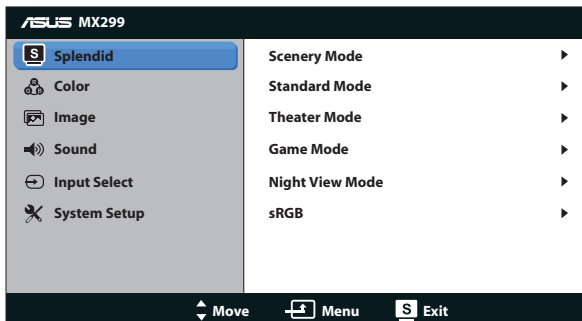 ASUS MX299
S Splendid
Color
Image
Sound
Input Select
System Setup
Scenery Mode
Standard Mode
Theater Mode
Game Mode
Night View Mode
sRGB
Move Menu S Exit